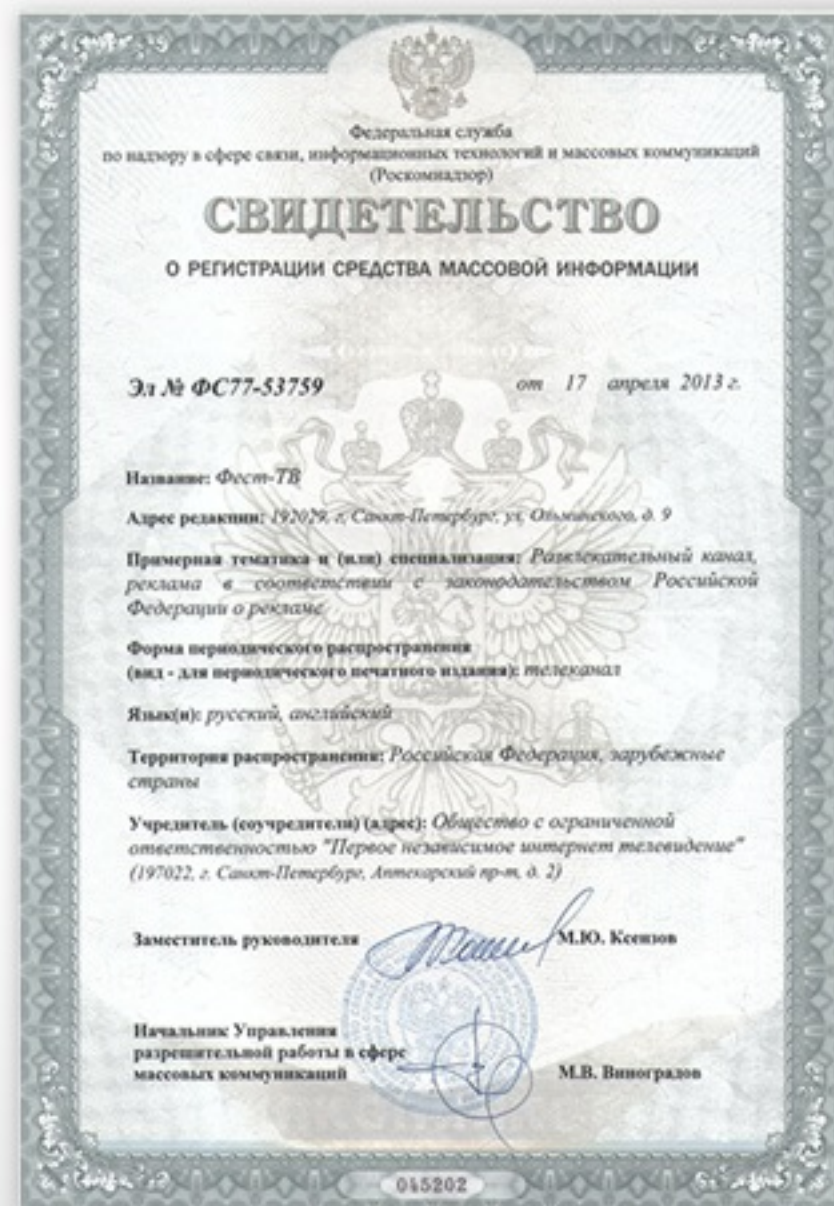 Федеральная служба
по надзору в сфере связи, информационных технологий и массовых коммуникаций
(Роскомнадзор)
СВИДЕТЕЛЬСТВО
О РЕГИСТРАЦИИ СРЕДСТВА МАССОВОЙ ИНФОРМАЦИИ
Эл № ФС77-53759 от 17 апреля 2013 г.
Название: Фест-ТВ
Адрес редакции: 192029, г. Санкт-Петербург, ул. Ольминского, д. 9
Примерная тематика и (или) специализация: Развлекательный канал,
реклама в соответствии с законодательством Российской
Федерации о рекламе
Форма периодического распространения
(вид - для периодического печатного издания): телеканал
Язык(и): русский, английский
Территория распространения: Российская Федерация, зарубежные
страны
Учредитель (соучредители) (адрес): Общество с ограниченной
ответственностью "Первое независимое интернет телевидение"
(197022, г. Санкт-Петербург, Аптекарский пр-т, д. 2)
Заместитель руководителя М.Ю. Ксензов
Начальник Управления
разрешительной работы в сфере
массовых коммуникаций М.В. Виноградов
045202